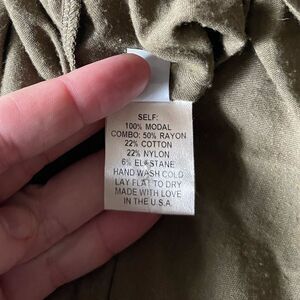 SELF:
100% MODAL
COMBO: 50% RAYON
22% COTTON
22% NYLON
6% ELASTANE
HAND WASH COLD
LAY FLAT TO DRY
MADE WITH LOVE
IN THE U.S.A.